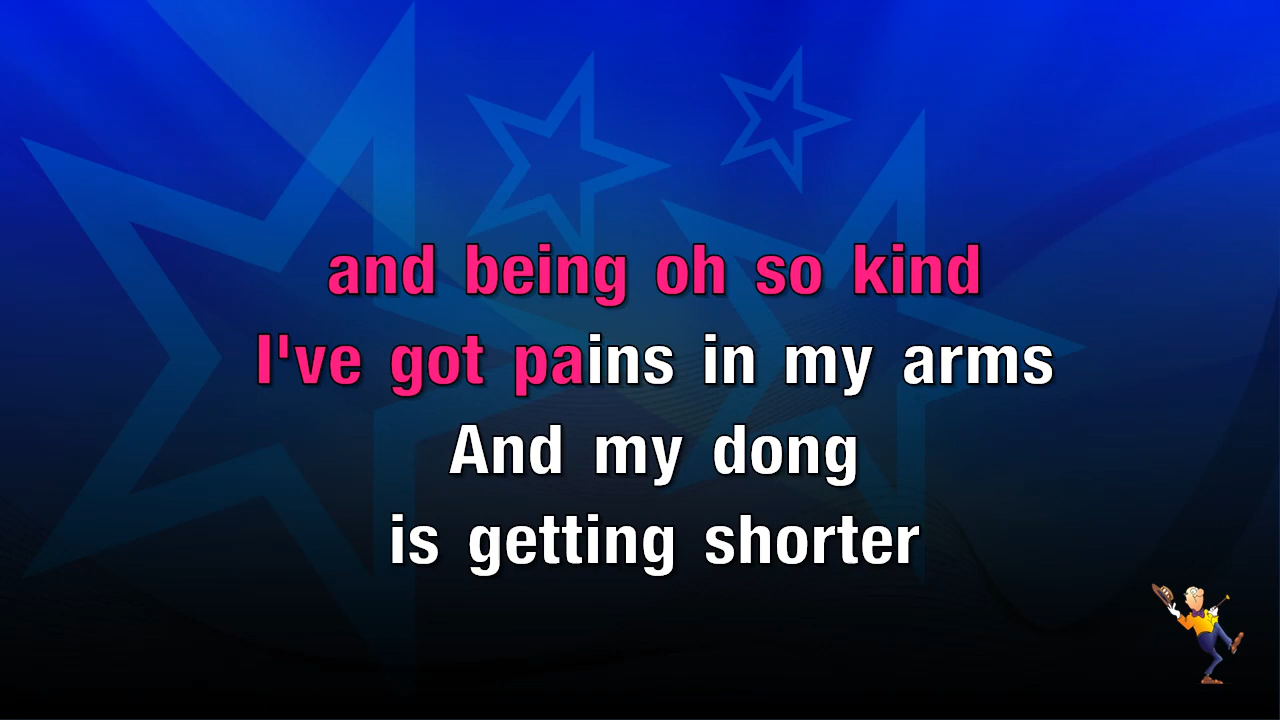 and being oh so kind
I've got pains in my arms
And my dong
is getting shorter